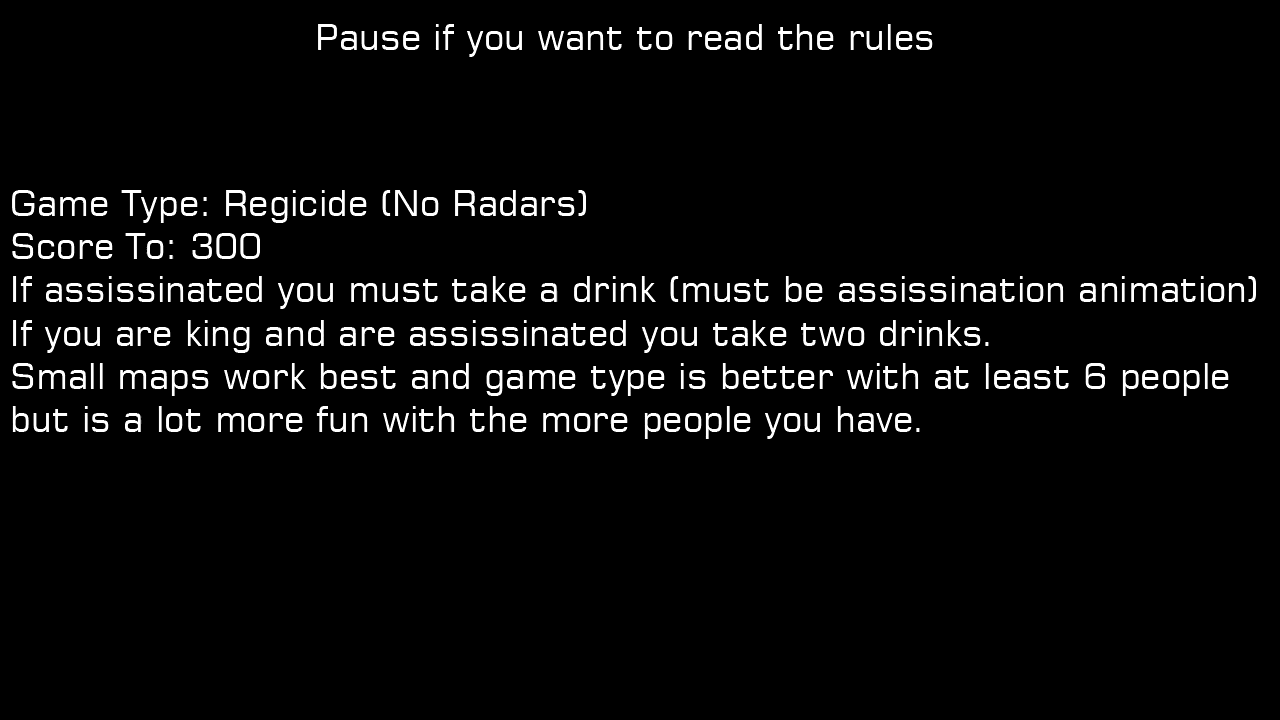 Pause if you want to read the rules
Game Type: Regicide (No Radars)
Score To: 300
If assissinated you must take a drink (must be assissination animation)
If you are king and are assissinated you take two drinks.
Small maps work best and game type is better with at least 6 people
but is a lot more fun with the more people you have.